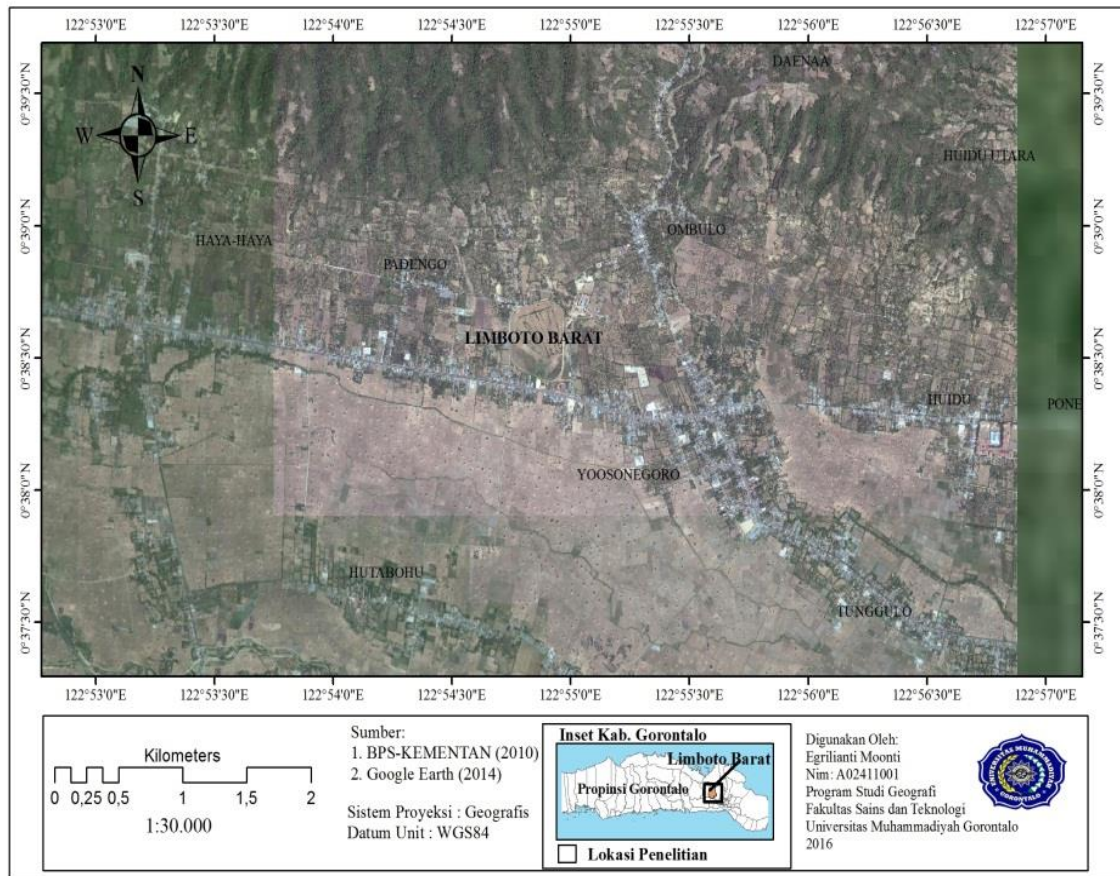 122°53'0"E 122°53'30"E 122°54'0"E 122°54'30"E 122°55'0"E 122°55'30"E 122°56'0"E 122°56'30"E 122°57'0"E
0°39'30"N
0°39'0"N
0°38'30"N
0°38'0"N
0°37'30"N
N
W E
S
DAENAA
HUIDU UTARA
OMBULO
HAYA-HAYA
PADENGO
LIMBOTO BARAT
HUIDU
PONE
YOOSONEGORO
HUTABOHU
TUNGGULO
0°39'30"N
0°39'0"N
0°38'30"N
0°38'0"N
0°37'30"N
122°53'0"E 122°53'30"E 122°54'0"E 122°54'30"E 122°55'0"E 122°55'30"E 122°56'0"E 122°56'30"E 122°57'0"E
Kilometers
0 0,25 0,5 1 1,5 2
1:30.000
Sumber:
1. BPS-KEMENTAN (2010)
2. Google Earth (2014)
Sistem Proyeksi : Geografis
Datum Unit : WGS84
Inset Kab. Gorontalo
Limboto Barat
Propinsi Gorontalo
Lokasi Penelitian
Digunakan Oleh:
Egrilianti Moonti
Nim: A02411001
Program Studi Geografi
Fakultas Sains dan Teknologi
Universitas Muhammadiyah Gorontalo
2016
UNIVERSITAS MUHAMMADIYAH
GORONTALO